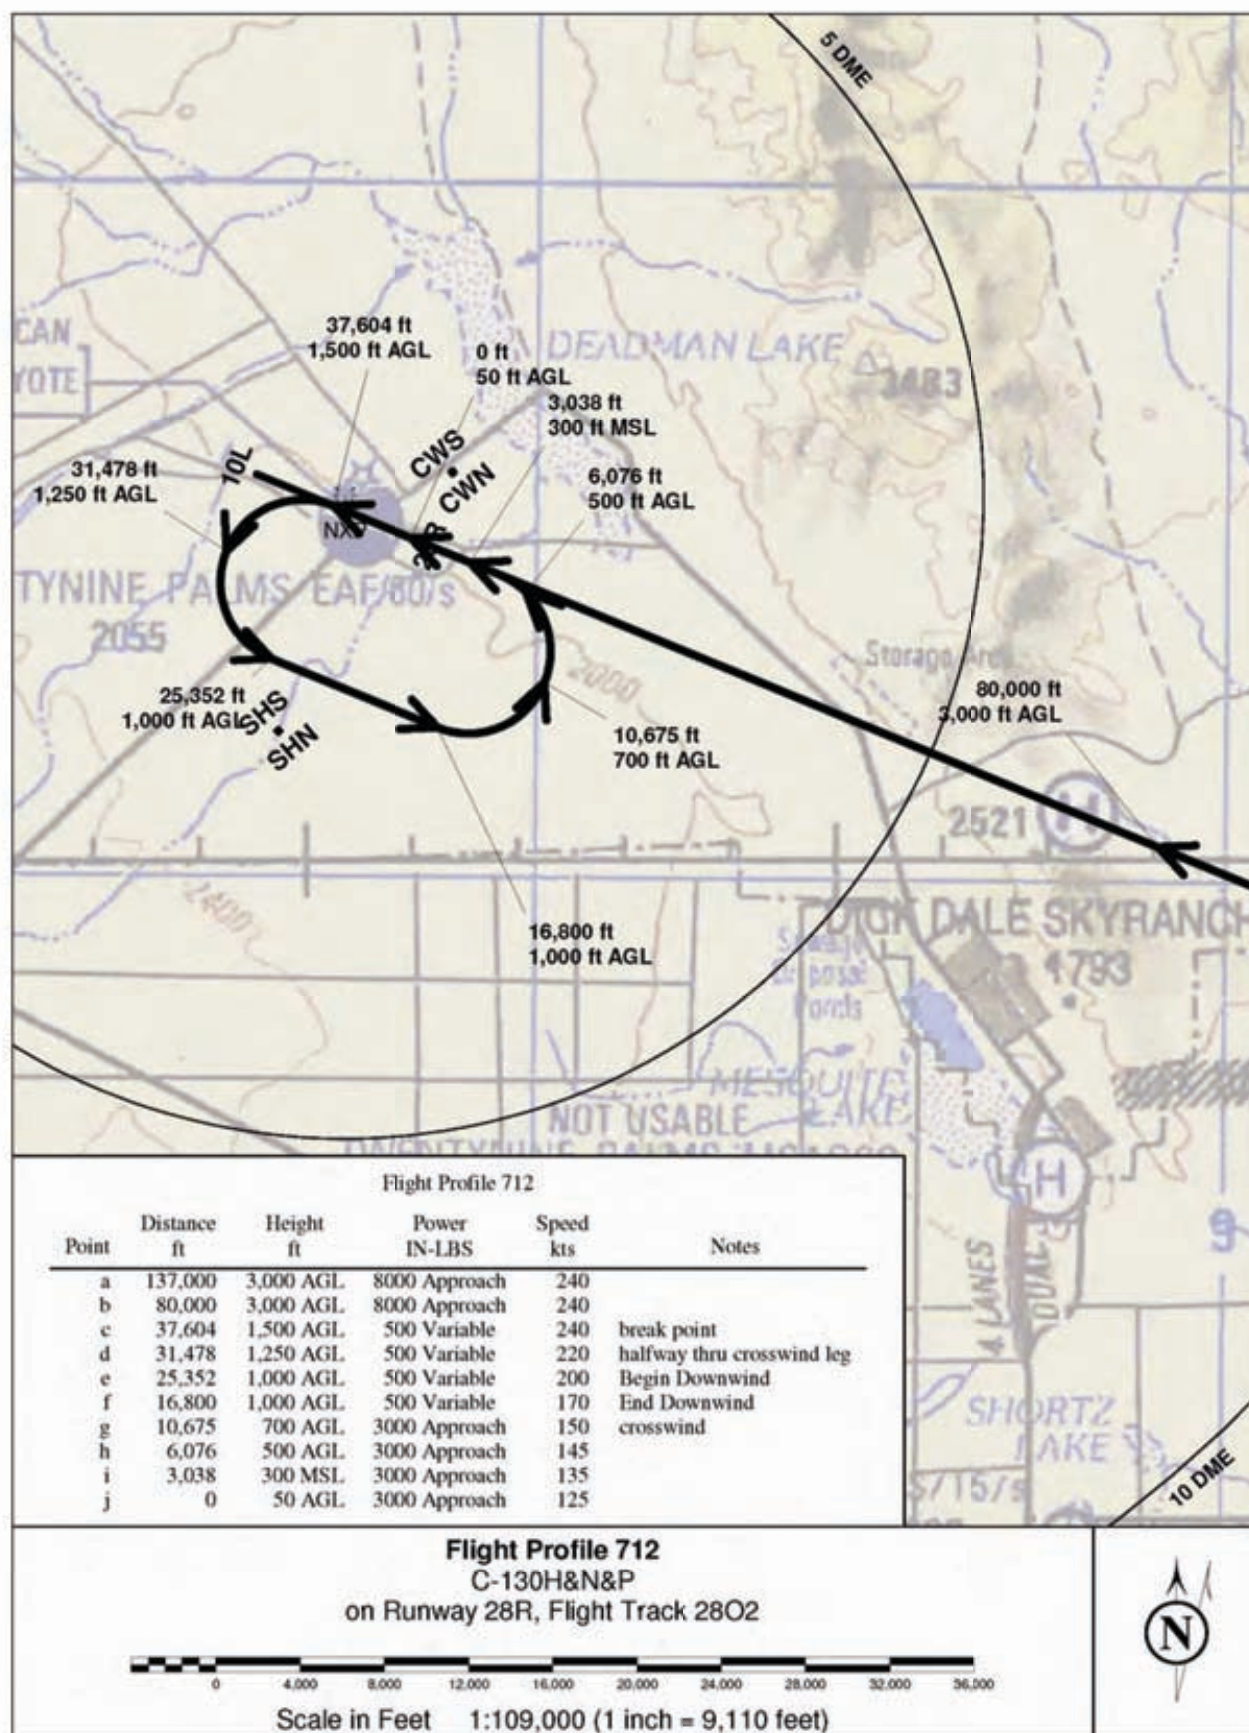 5 DME
CAN
YOTE
37,604 ft
1,500 ft AGL
DEADMAN LAKE
3483
0 ft
50 ft AGL
3,038 ft
300 ft MSL
31,478 ft
1,250 ft AGL
10L
CWS
CWN
6,076 ft
500 ft AGL
TYNINE PALMS EAF/60/s
2055
2000
Storage Area
80,000 ft
3,000 ft AGL
25,352 ft
1,000 ft AGL
SHS
SHN
10,675 ft
700 ft AGL
2521
H
2400
16,800 ft
1,000 ft AGL
DICK DALE SKYRANCH
1793
Sewage
Disposal
Ponds
MESQUITE
LAKE
NOT USABLE
H
9
4 LANES
DUAL
SHORTZ
LAKE
10 DME
Flight Profile 712
Point Distance ft Height ft Power IN-LBS Speed kts Notes
a 137,000 3,000 AGL 8000 Approach 240
b 80,000 3,000 AGL 8000 Approach 240
c 37,604 1,500 AGL 500 Variable 240 break point
d 31,478 1,250 AGL 500 Variable 220 halfway thru crosswind leg
e 25,352 1,000 AGL 500 Variable 200 Begin Downwind
f 16,800 1,000 AGL 500 Variable 170 End Downwind
g 10,675 700 AGL 3000 Approach 150 crosswind
h 6,076 500 AGL 3000 Approach 145
i 3,038 300 MSL 3000 Approach 135
j 0 50 AGL 3000 Approach 125
Flight Profile 712
C-130H&N&P
on Runway 28R, Flight Track 28O2
0 4,000 8,000 12,000 16,000 20,000 24,000 28,000 32,000 36,000
Scale in Feet 1:109,000 (1 inch = 9,110 feet)
N